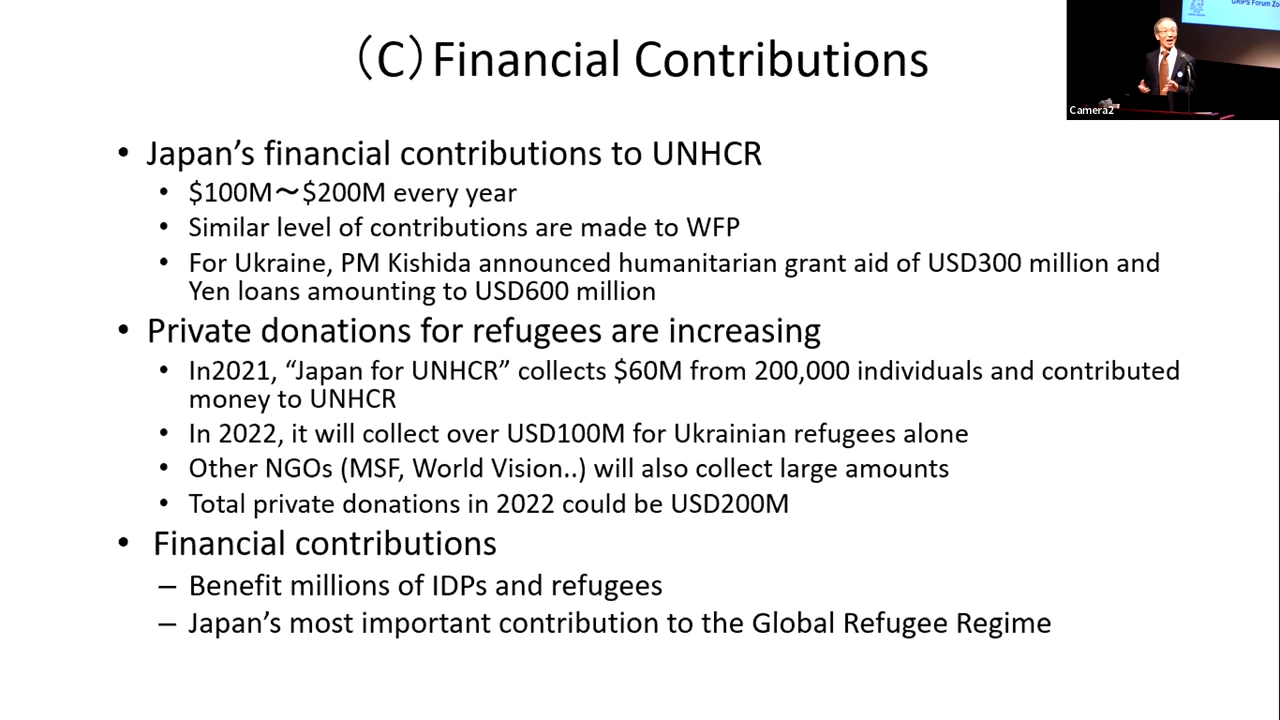 （C）Financial Contributions
GRIPS Forum Zo
Camera2
• Japan’s financial contributions to UNHCR
• $100M～$200M every year
• Similar level of contributions are made to WFP
• For Ukraine, PM Kishida announced humanitarian grant aid of USD300 million and
Yen loans amounting to USD600 million
• Private donations for refugees are increasing
• In2021, “Japan for UNHCR” collects $60M from 200,000 individuals and contributed
money to UNHCR
• In 2022, it will collect over USD100M for Ukrainian refugees alone
• Other NGOs (MSF, World Vision..) will also collect large amounts
• Total private donations in 2022 could be USD200M
• Financial contributions
– Benefit millions of IDPs and refugees
– Japan’s most important contribution to the Global Refugee Regime